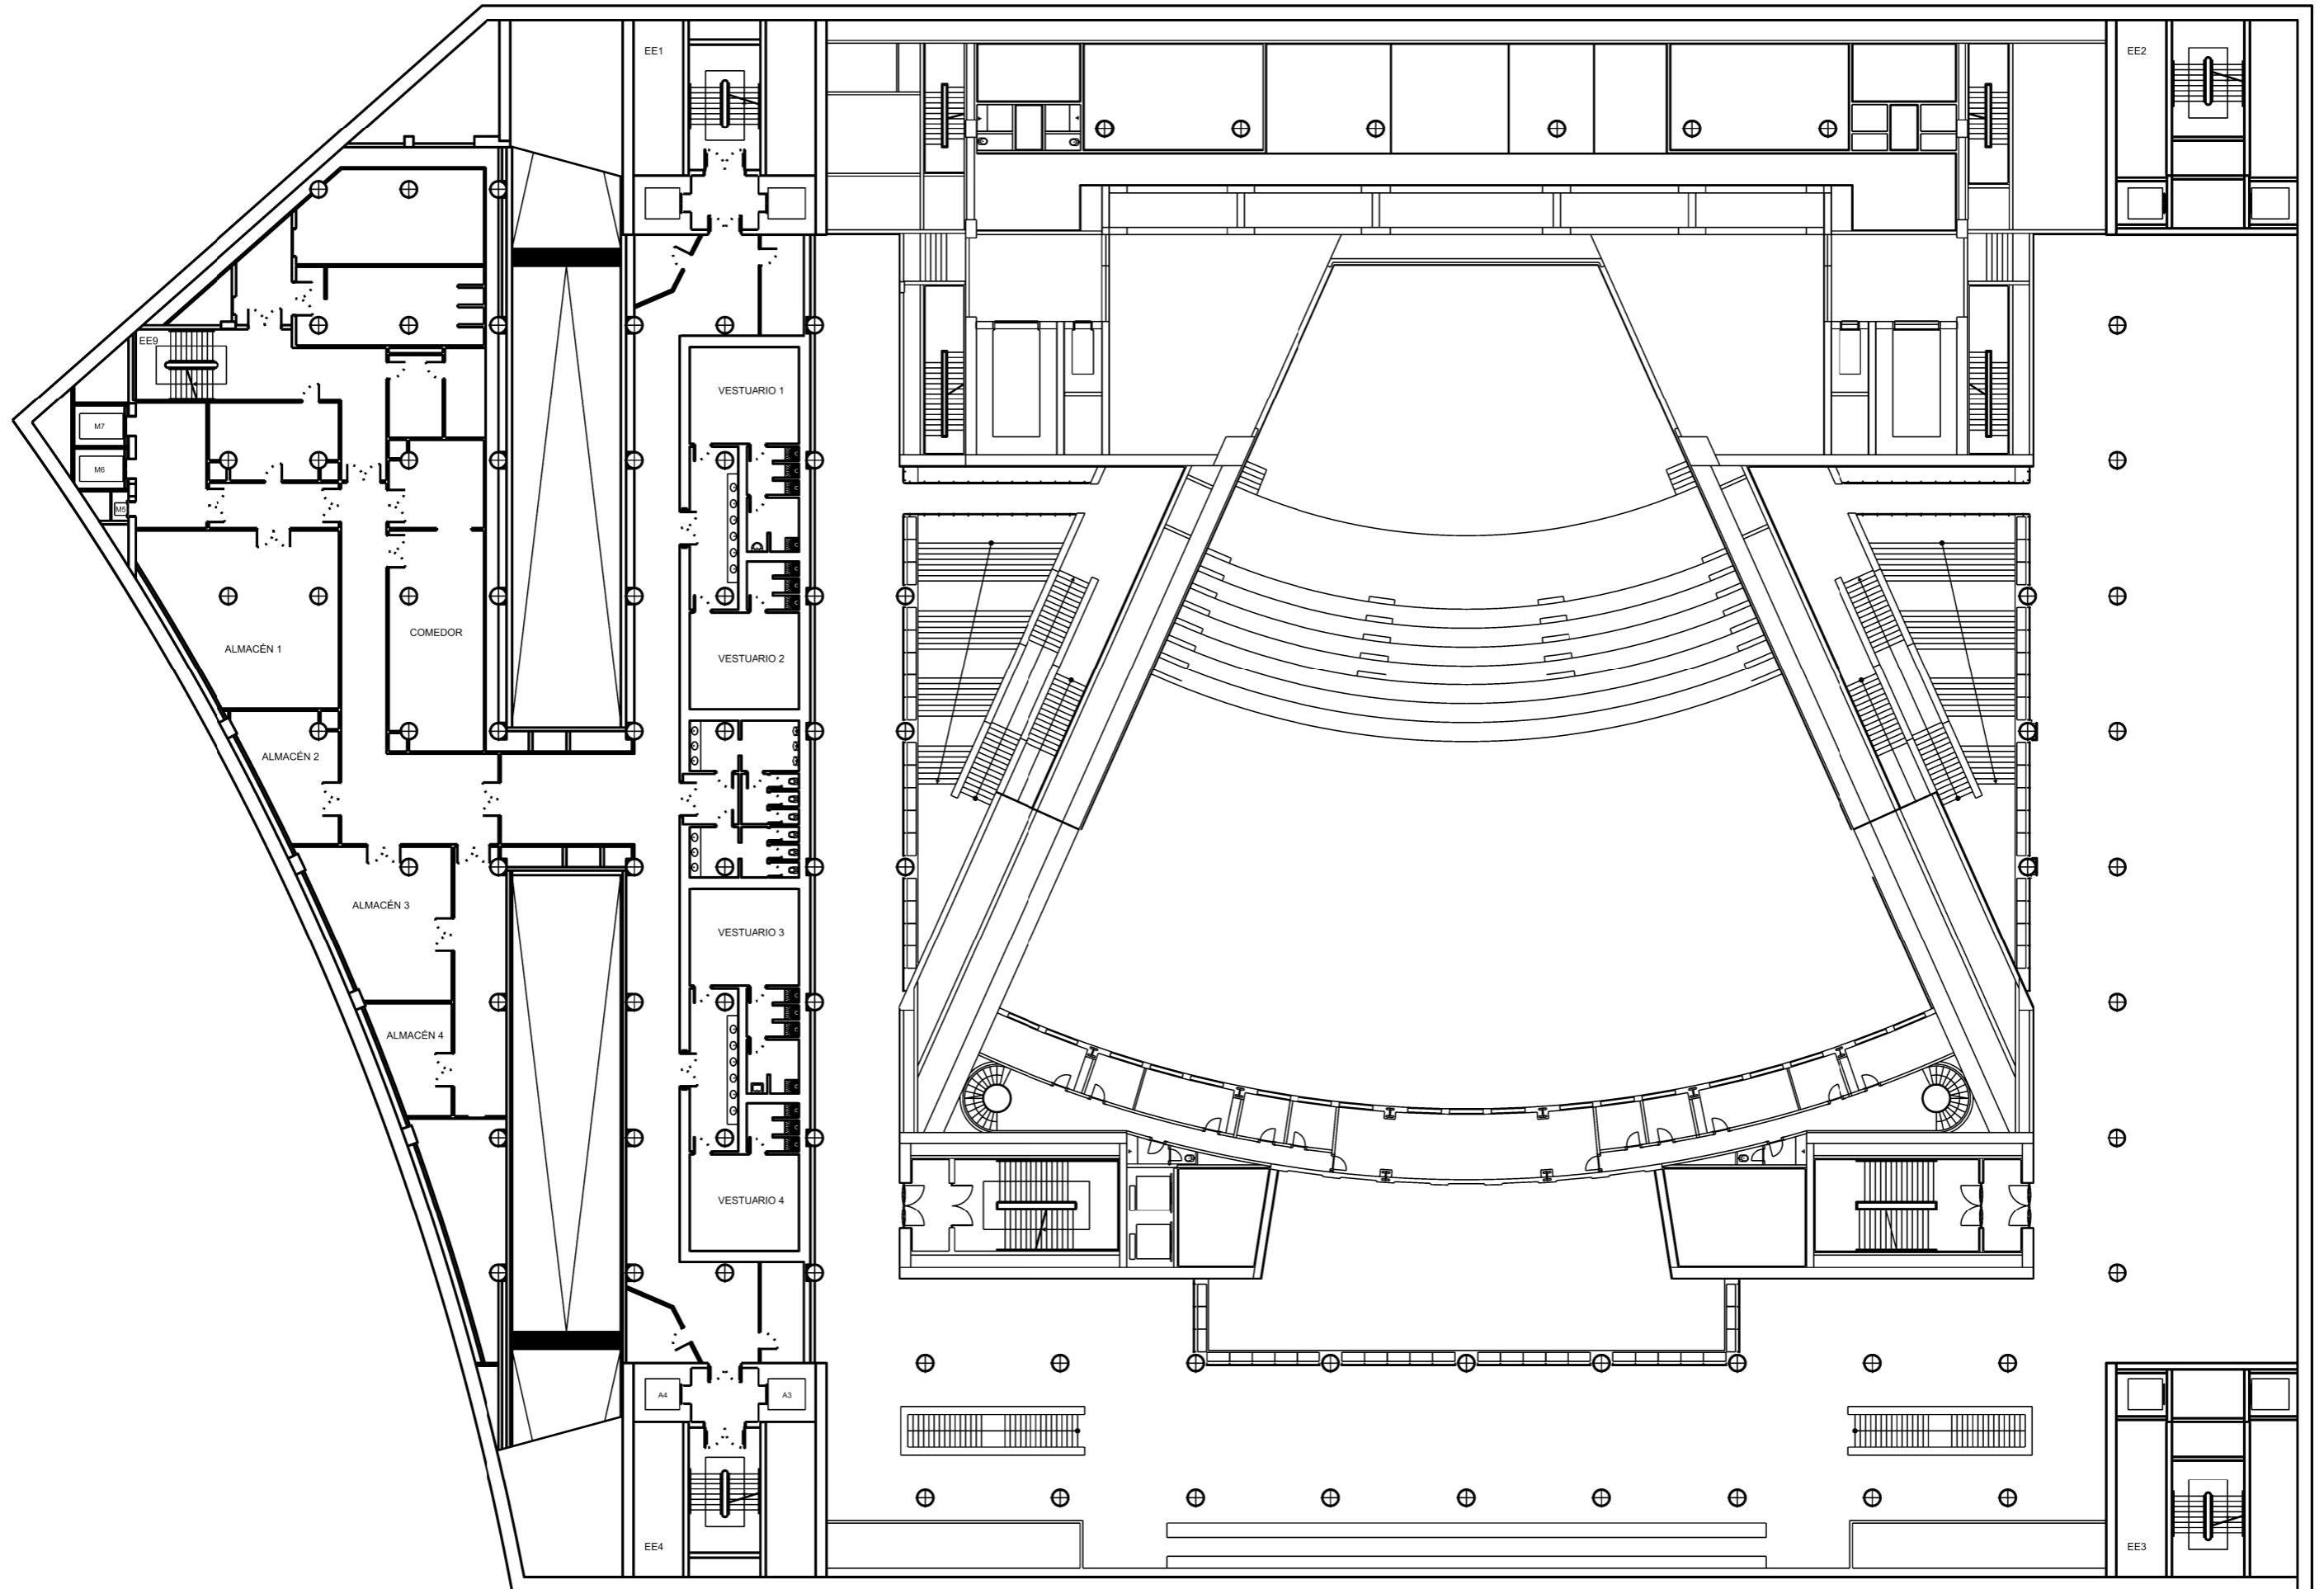 EE1
EE2
EE9
VESTUARIO 1
M7
M6
M5
COMEDOR
ALMACÉN 1
VESTUARIO 2
ALMACÉN 2
ALMACÉN 3
VESTUARIO 3
ALMACÉN 4
VESTUARIO 4
A4
A3
EE4
EE3